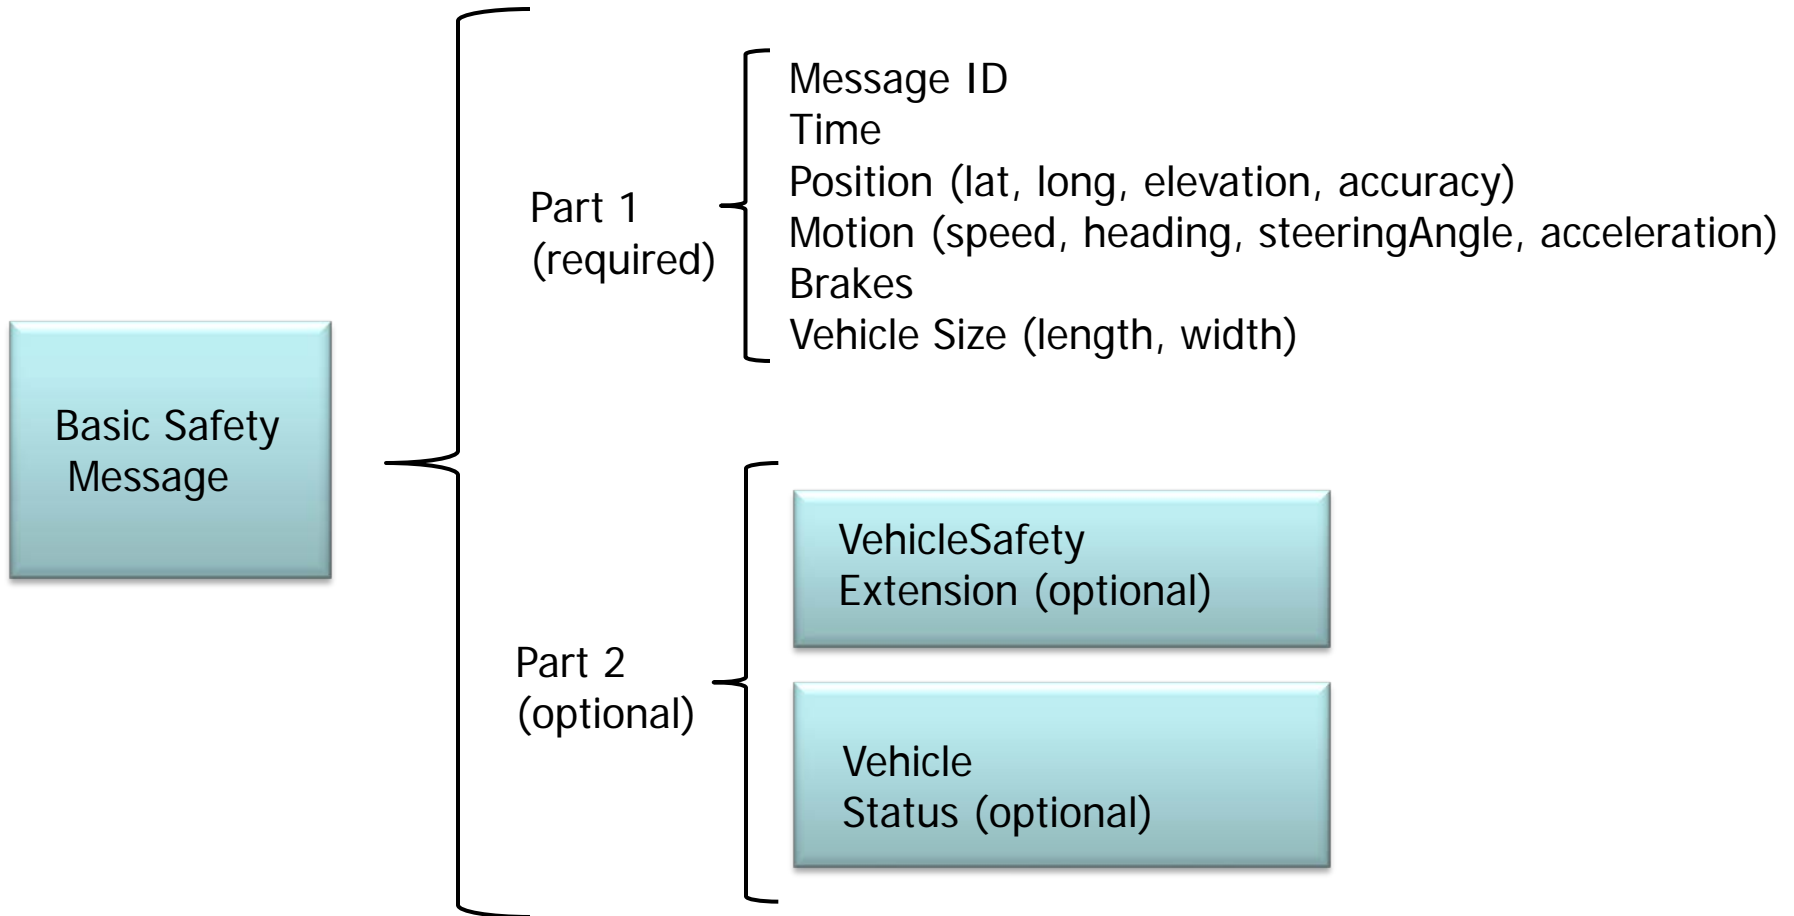 Basic Safety
Message
Part 1
(required)
Message ID
Time
Position (lat, long, elevation, accuracy)
Motion (speed, heading, steeringAngle, acceleration)
Brakes
Vehicle Size (length, width)
Part 2
(optional)
VehicleSafety
Extension (optional)
Vehicle
Status (optional)